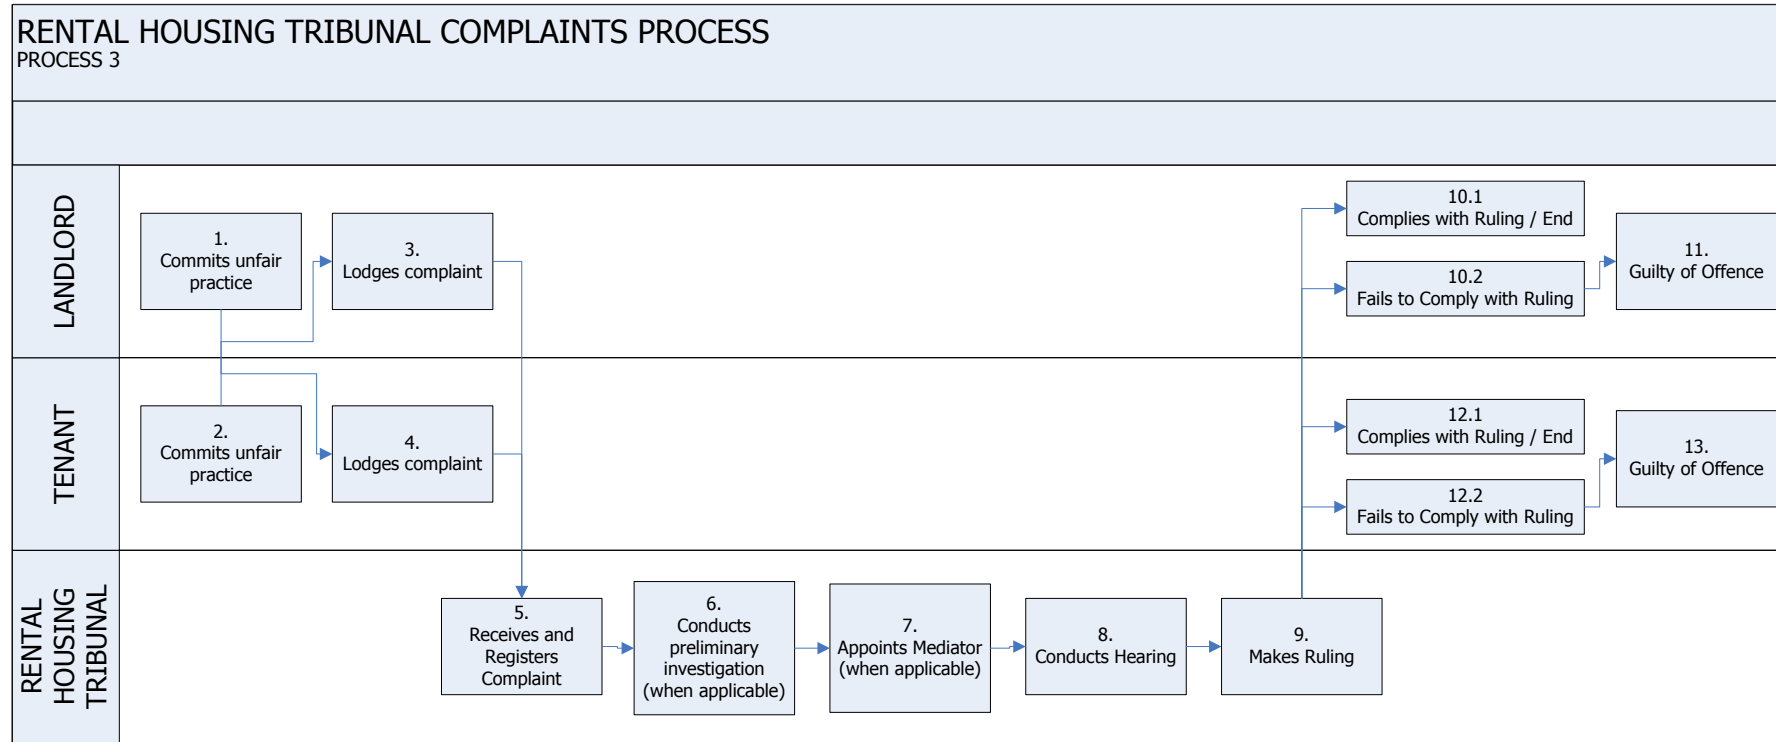 RENTAL HOUSING TRIBUNAL COMPLAINTS PROCESS
PROCESS 3
LANDLORD
1.
Commits unfair
practice
3.
Lodges complaint
10.1
Complies with Ruling / End
10.2
Fails to Comply with Ruling
11.
Guilty of Offence
TENANT
2.
Commits unfair
practice
4.
Lodges complaint
12.1
Complies with Ruling / End
12.2
Fails to Comply with Ruling
13.
Guilty of Offence
RENTAL
HOUSING
TRIBUNAL
5.
Receives and
Registers
Complaint
6.
Conducts
preliminary
investigation
(when applicable)
7.
Appoints Mediator
(when applicable)
8.
Conducts Hearing
9.
Makes Ruling